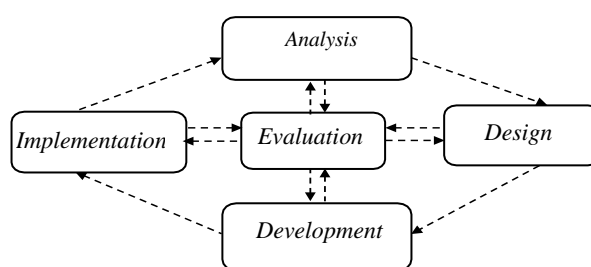 Analysis
Implementation
Evaluation
Design
Development